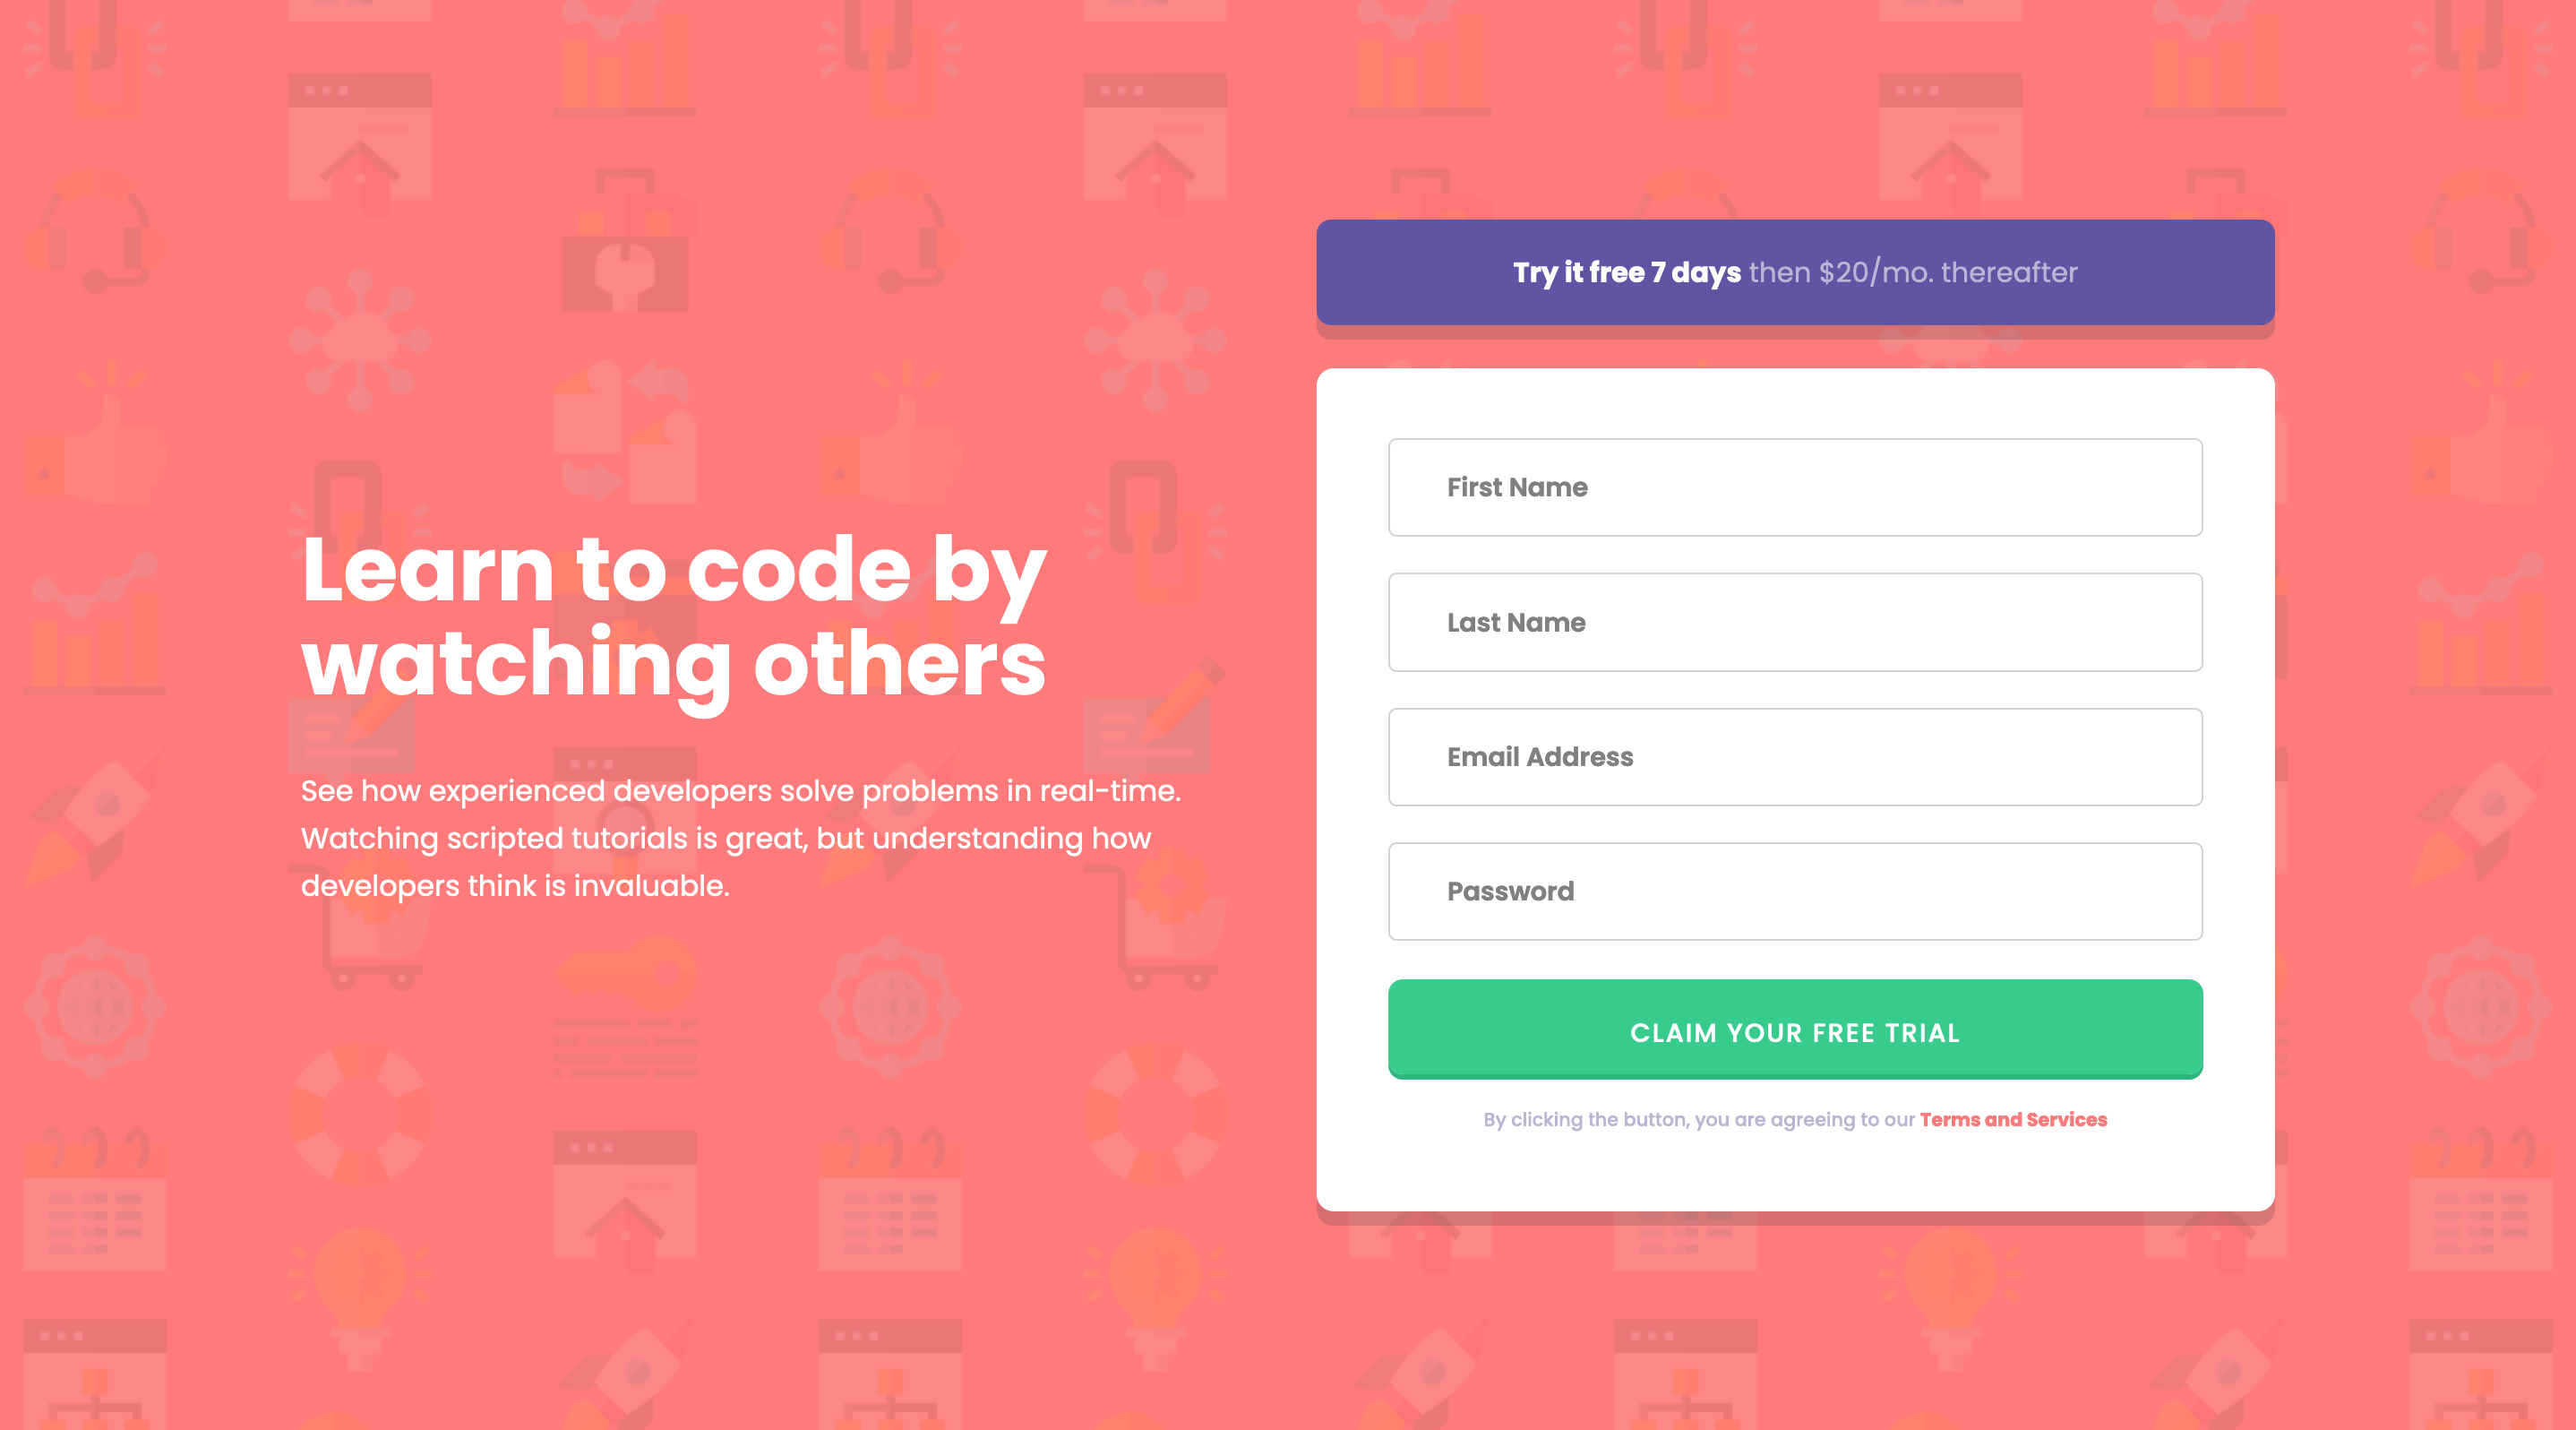 Learn to code by
watching others
See how experienced developers solve problems in real-time.
Watching scripted tutorials is great, but understanding how
developers think is invaluable.
Try it free 7 days then $20/mo. thereafter
First Name
Last Name
Email Address
Password
CLAIM YOUR FREE TRIAL
By clicking the button, you are agreeing to our Terms and Services